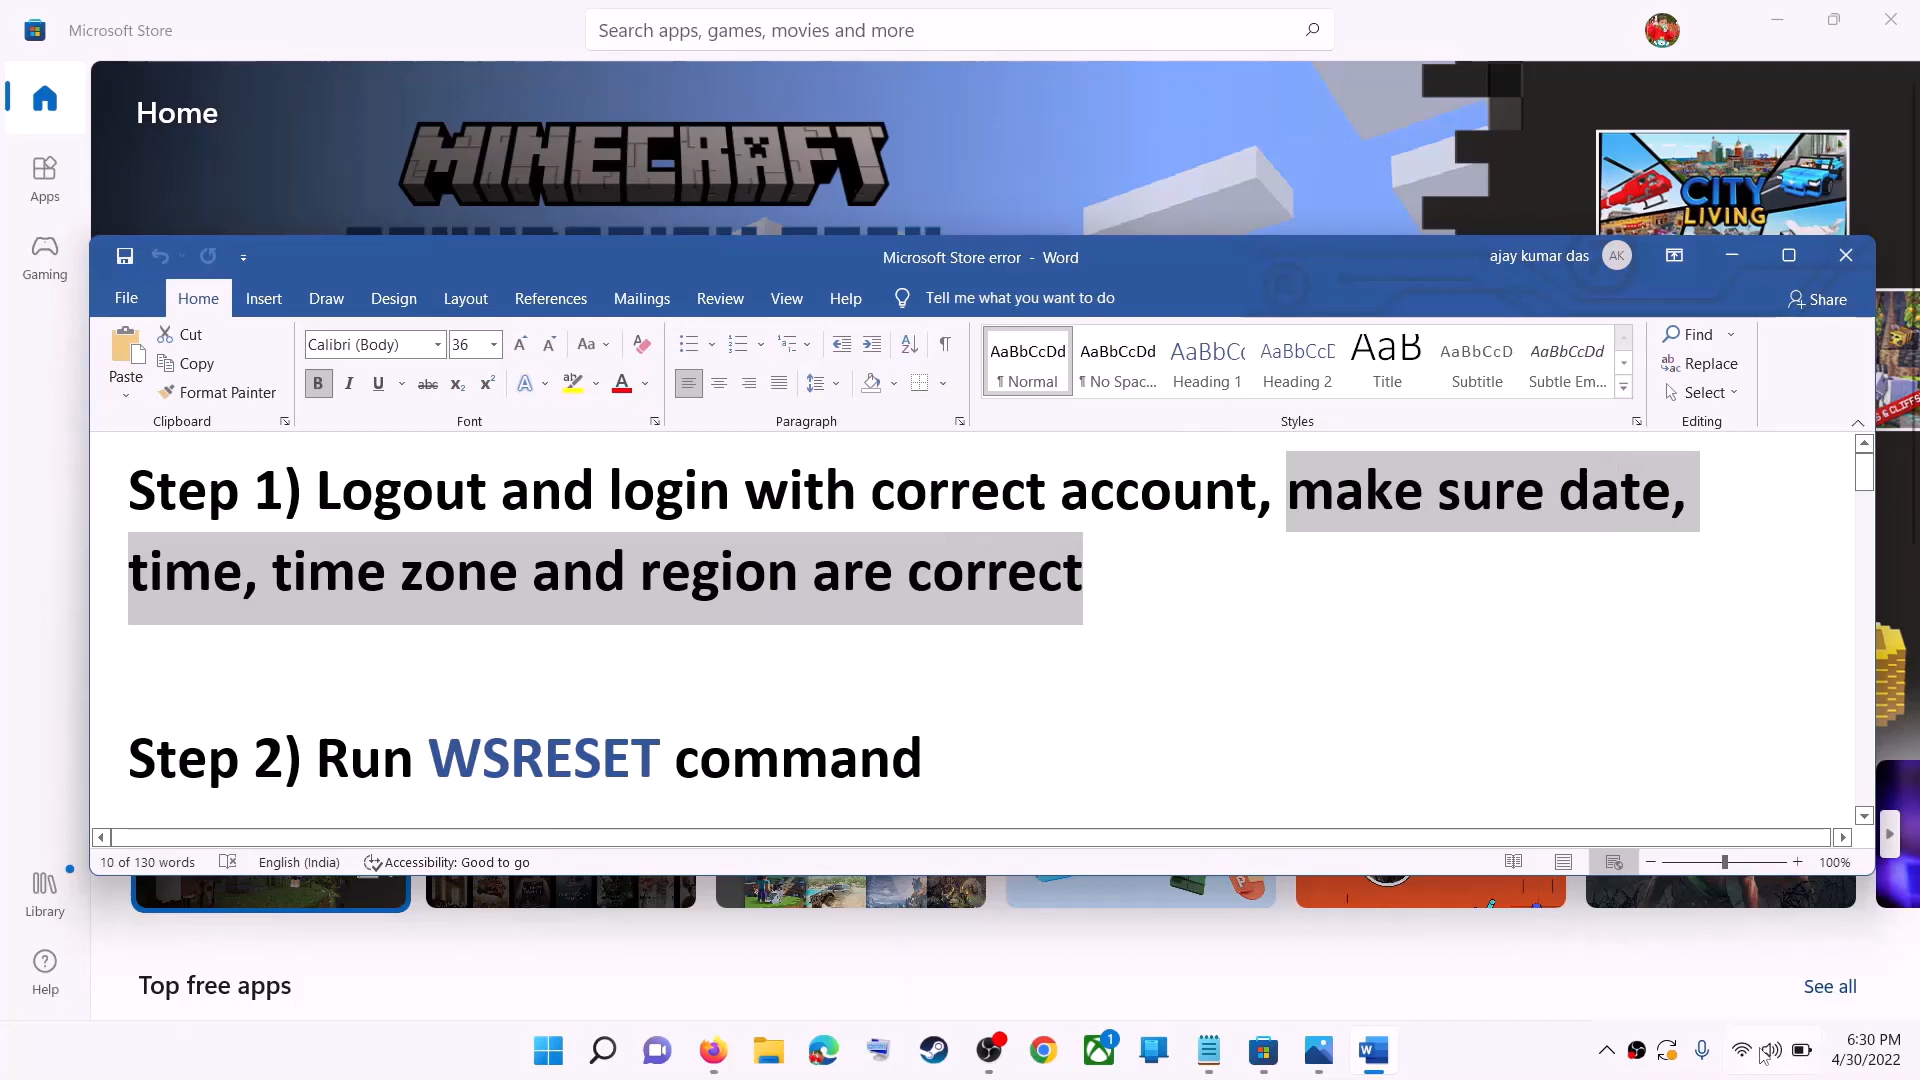 Microsoft Store
Search apps, games, movies and more
Home
MINECRAFT
Apps
Gaming
CITY
LIVING
Microsoft Store error - Word
ajay kumar das AK
File Home Insert Draw Design Layout References Mailings Review View Help Tell me what you want to do Share
Paste
Cut
Copy
Format Painter
Clipboard
Calibri (Body) 36 Aa
B I U abc x₂ x² A A
Font
Paragraph
AaBbCcDd AaBbCcDd AaBbCc AaBbCcD AaB AaBbCcD AaBbCcDd
¶ Normal ¶ No Spac... Heading 1 Heading 2 Title Subtitle Subtle Em...
Styles
Find
Replace
Select
Editing
Step 1) Logout and login with correct account, make sure date,
time, time zone and region are correct
Step 2) Run WSRESET command
10 of 130 words English (India) Accessibility: Good to go 100%
Library
Help
Top free apps See all
1
6:30 PM
4/30/2022